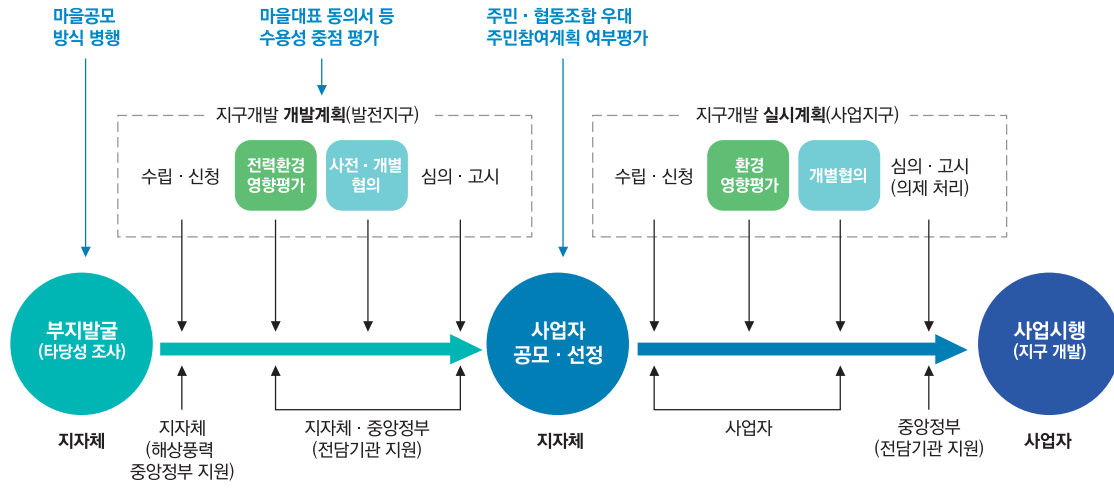 마을공모
방식 병행
마을대표 동의서 등
수용성 중점 평가
주민 · 협동조합 우대
주민참여계획 여부평가
지구개발 개발계획(발전지구)
수립 · 신청
전력환경
영향평가
사전 · 개별
협의
심의 · 고시
지구개발 실시계획(사업지구)
수립 · 신청
환경
영향평가
개별협의
심의 · 고시
(의제 처리)
부지발굴
(타당성 조사)
사업자
공모 · 선정
사업시행
(지구 개발)
지자체
지자체
(해상풍력
중앙정부 지원)
지자체 · 중앙정부
(전담기관 지원)
지자체
사업자
중앙정부
(전담기관 지원)
사업자